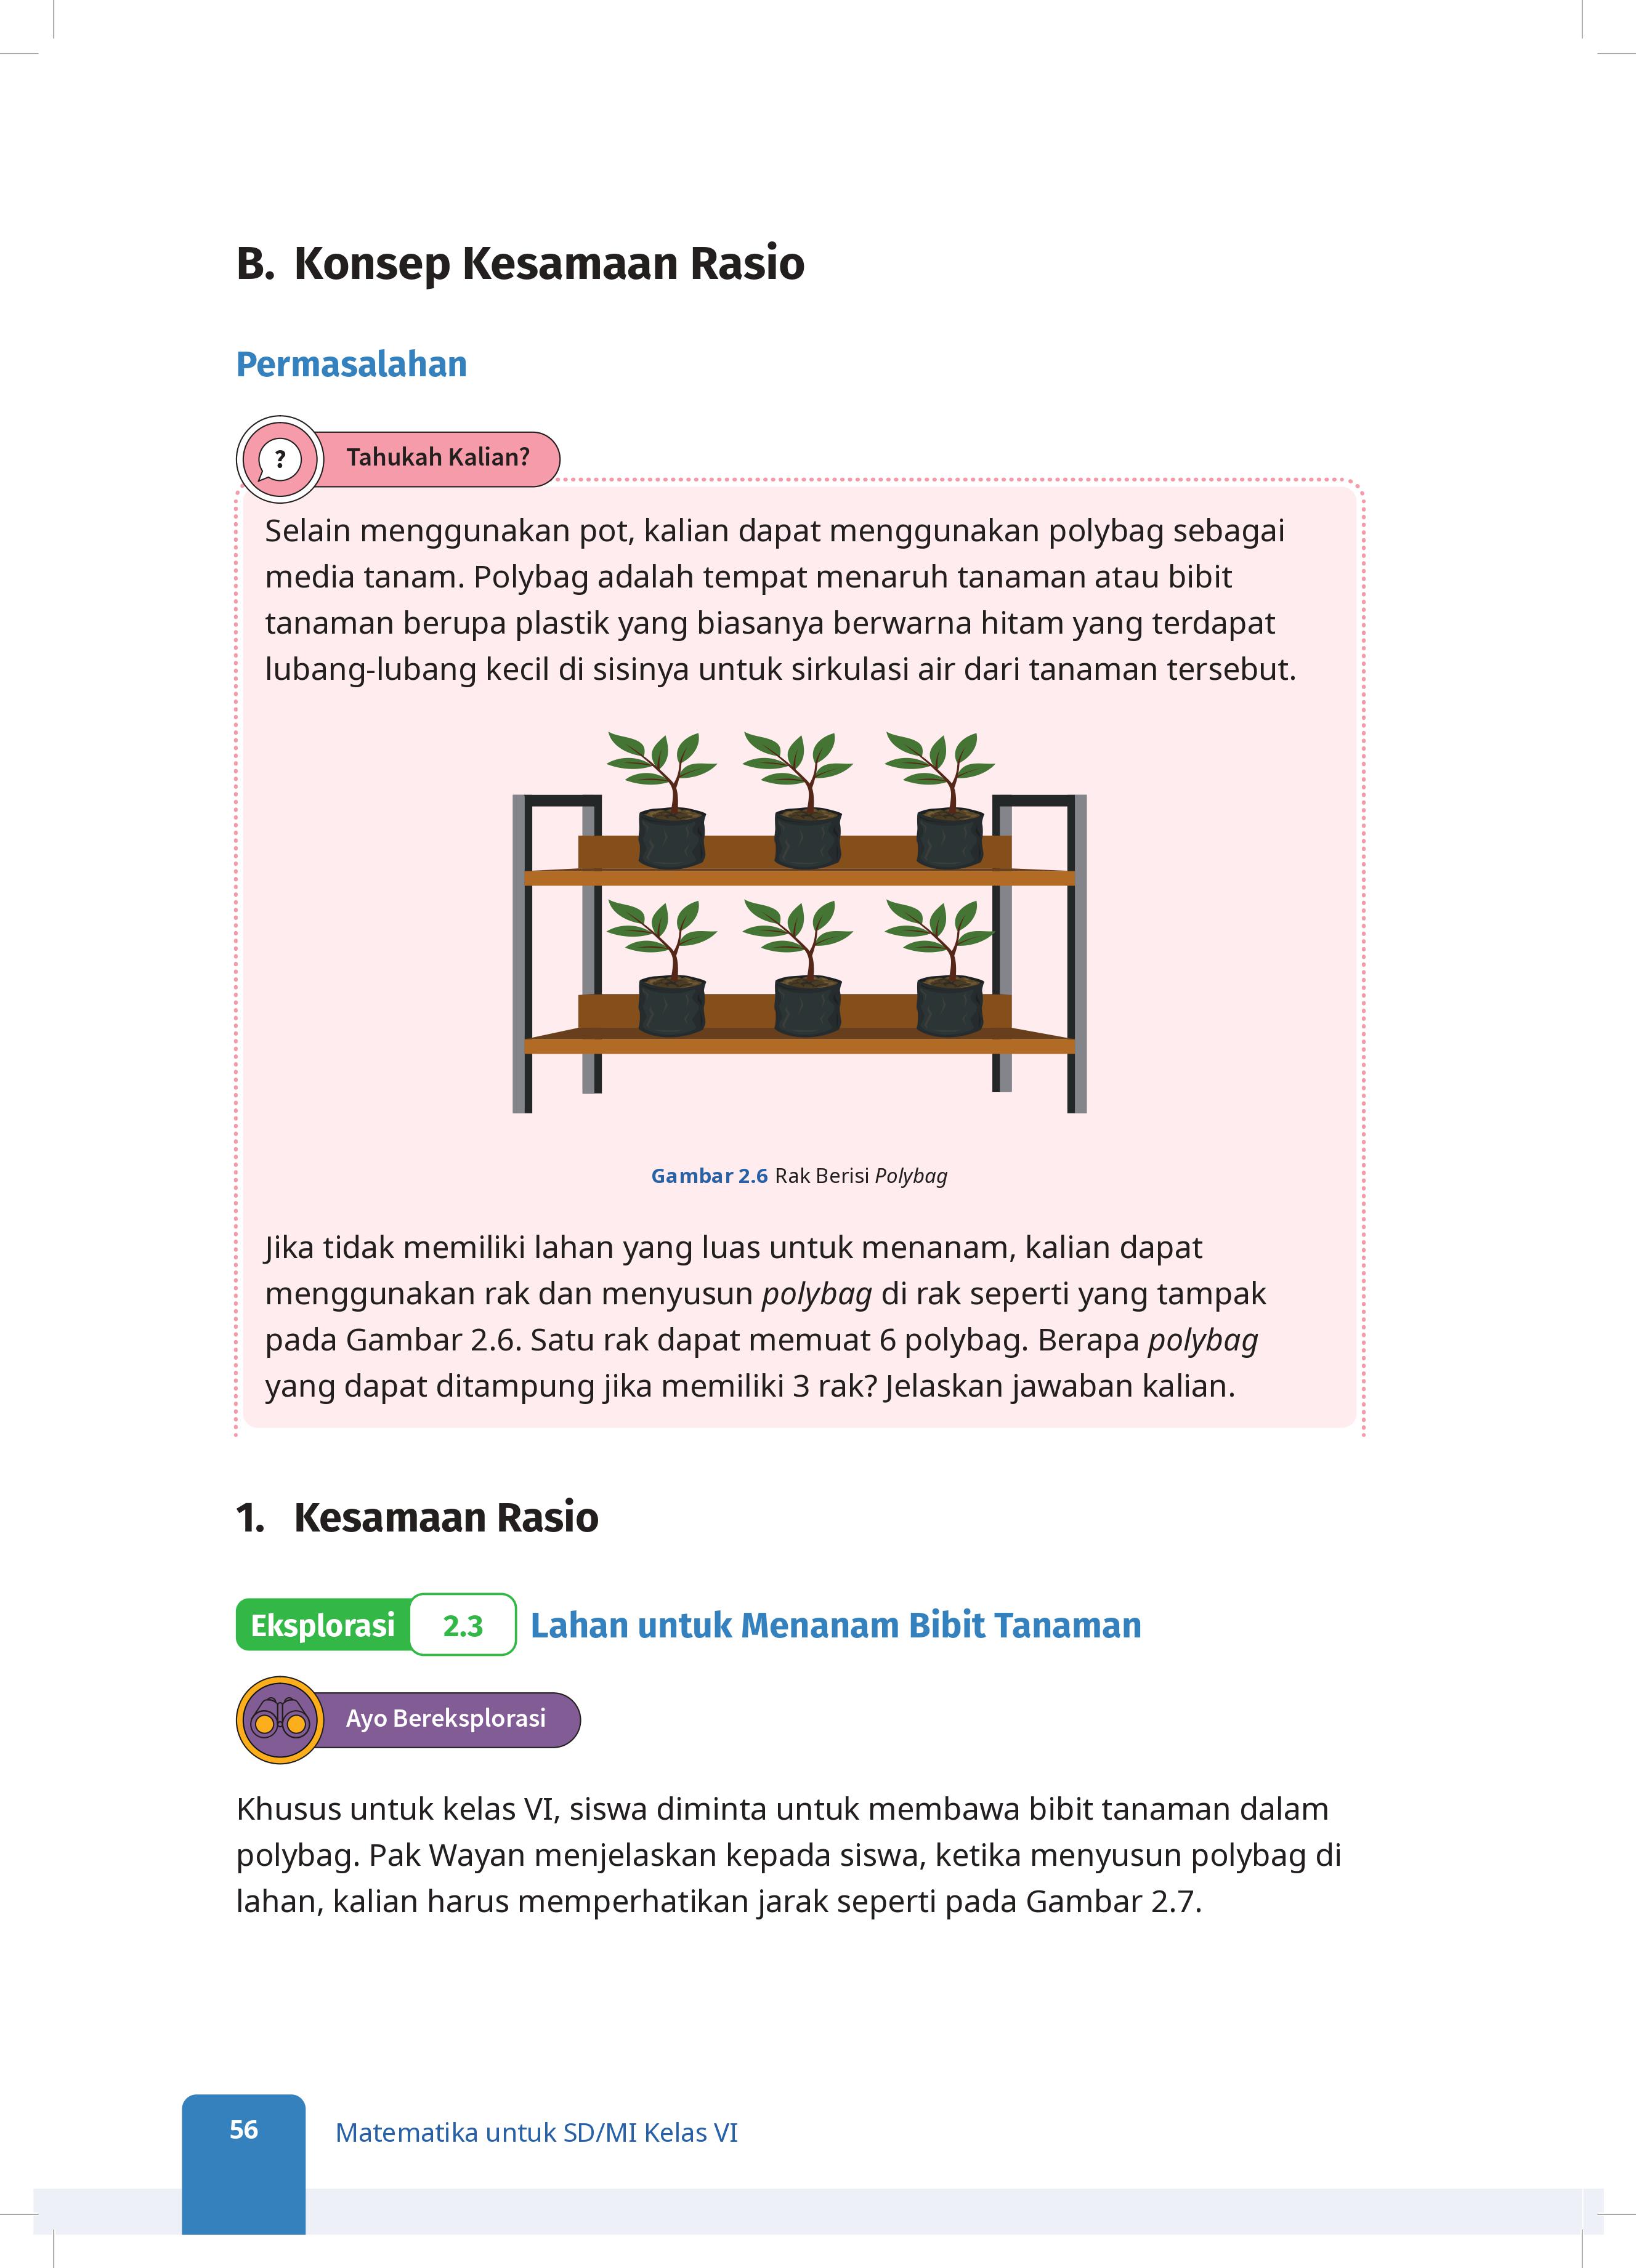 B. Konsep Kesamaan Rasio
Permasalahan
? Tahukah Kalian?
Selain menggunakan pot, kalian dapat menggunakan polybag sebagai
media tanam. Polybag adalah tempat menaruh tanaman atau bibit
tanaman berupa plastik yang biasanya berwarna hitam yang terdapat
lubang-lubang kecil di sisinya untuk sirkulasi air dari tanaman tersebut.
Gambar 2.6 Rak Berisi Polybag
Jika tidak memiliki lahan yang luas untuk menanam, kalian dapat
menggunakan rak dan menyusun polybag di rak seperti yang tampak
pada Gambar 2.6. Satu rak dapat memuat 6 polybag. Berapa polybag
yang dapat ditampung jika memiliki 3 rak? Jelaskan jawaban kalian.
1. Kesamaan Rasio
Eksplorasi 2.3 Lahan untuk Menanam Bibit Tanaman
Ayo Bereksplorasi
Khusus untuk kelas VI, siswa diminta untuk membawa bibit tanaman dalam
polybag. Pak Wayan menjelaskan kepada siswa, ketika menyusun polybag di
lahan, kalian harus memperhatikan jarak seperti pada Gambar 2.7.
56 Matematika untuk SD/MI Kelas VI